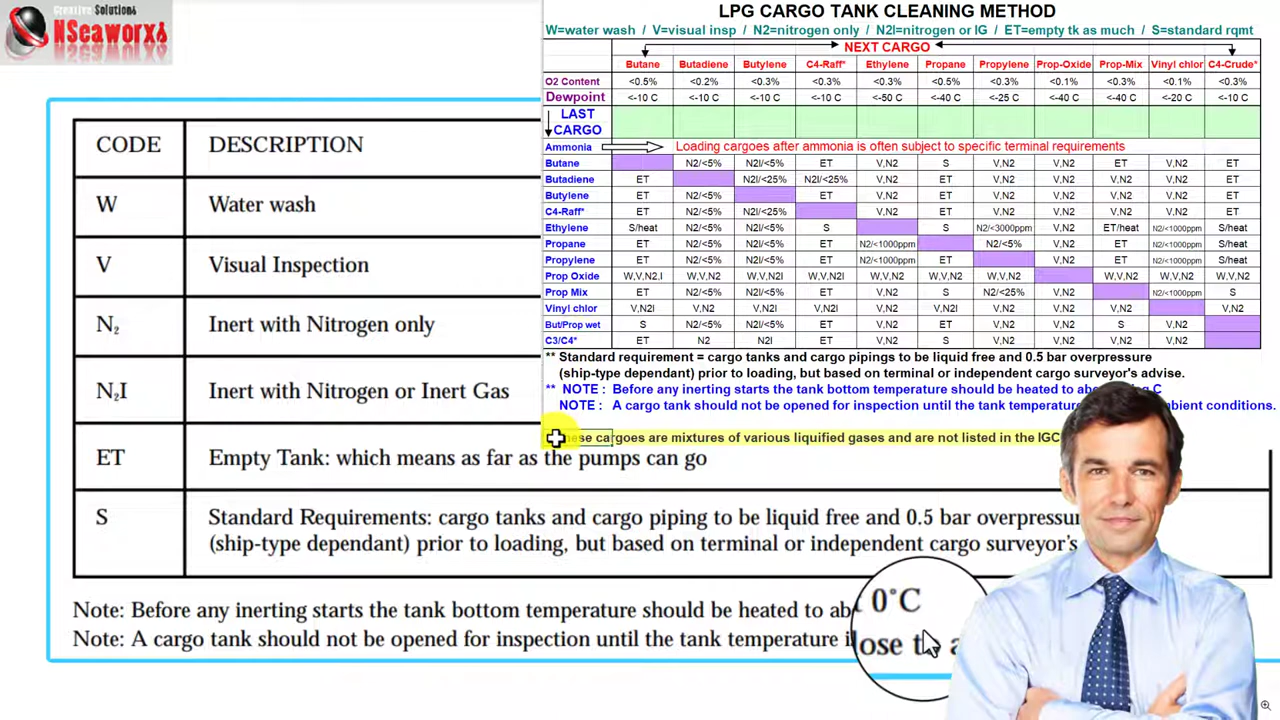 Creative Solutions
NSeaworxs
LPG CARGO TANK CLEANING METHOD
W=water wash / V=visual insp / N2=nitrogen only / N2I=nitrogen or IG / ET=empty tk as much / S=standard rqmt
NEXT CARGO
Butane Butadiene Butylene C4-Raff* Ethylene Propane Propylene Prop-Oxide Prop-Mix Vinyl chlor C4-Crude*
O2 Content <0.5% <0.2% <0.3% <0.3% <0.3% <0.5% <0.3% <0.1% <0.3% <0.1% <0.3%
Dewpoint <-10 C <-10 C <-10 C <-10 C <-50 C <-40 C <-25 C <-40 C <-40 C <-20 C <-10 C
LAST
CARGO
Ammonia Loading cargoes after ammonia is often subject to specific terminal requirements
Butane N2/<5% N2I/<5% ET V,N2 S V,N2 V,N2 ET V,N2 ET
Butadiene ET N2I/<25% N2I/<25% V,N2 ET V,N2 V,N2 V,N2 V,N2 ET
Butylene ET N2/<5% ET V,N2 ET V,N2 V,N2 ET V,N2 ET
C4-Raff* ET N2/<5% N2I/<25% V,N2 ET V,N2 V,N2 ET V,N2 ET
Ethylene S/heat N2/<5% N2I/<5% S S N2/<3000ppm V,N2 ET/heat N2/<1000ppm S/heat
Propane ET N2/<5% N2I/<5% ET N2/<1000ppm N2/<5% V,N2 ET N2/<1000ppm S/heat
Propylene ET N2/<5% N2I/<5% ET N2/<1000ppm ET V,N2 ET N2/<1000ppm S/heat
Prop Oxide W,V,N2,I W,V,N2 W,V,N2I W,V,N2I W,V,N2 W,V,N2 W,V,N2 W,V,N2 W,V,N2 W,V,N2
Prop Mix ET N2/<5% N2I/<5% ET V,N2 S N2/<25% V,N2 N2/<1000ppm S
Vinyl chlor V,N2I V,N2 V,N2I V,N2I V,N2 V,N2I V,N2 V,N2 V,N2 V,N2
But/Prop wet S N2/<5% N2I/<5% ET V,N2 ET V,N2 V,N2 S V,N2
C3/C4* ET N2 N2I ET V,N2 S V,N2 V,N2 ET V,N2
** Standard requirement = cargo tanks and cargo pipings to be liquid free and 0.5 bar overpressure
(ship-type dependant) prior to loading, but based on terminal or independent cargo surveyor's advise.
** NOTE : Before any inerting starts the tank bottom temperature should be heated to C
NOTE : A cargo tank should not be opened for inspection until the tank temperature conditions.
cargoes are mixtures of various liquified gases and are not listed in the IGC
CODE DESCRIPTION
W Water wash
V Visual Inspection
N₂ Inert with Nitrogen only
N₂I Inert with Nitrogen or Inert Gas
ET Empty Tank: which means as far as the pumps can go
S Standard Requirements: cargo tanks and cargo piping to be liquid free and 0.5 bar
(ship-type dependant) prior to loading, but based on terminal or independent cargo surveyor's
Note: Before any inerting starts the tank bottom temperature should be heated to 0°C
Note: A cargo tank should not be opened for inspection until the tank temperature